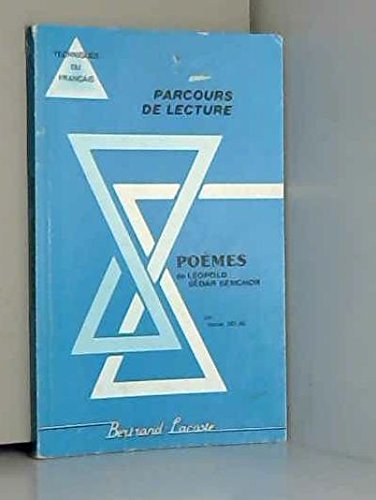 TECHNIQUES
DU
FRANÇAIS
PARCOURS
DE LECTURE
POÈMES
de LÉOPOLD
SÉDAR SENGHOR
par
Bertrand Lacoste